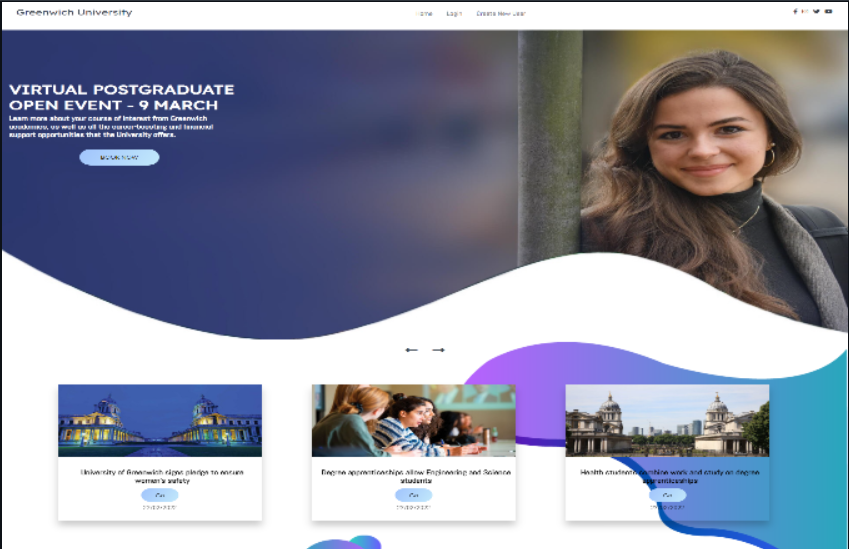 Greenwich University
Home Login Create New User
VIRTUAL POSTGRADUATE
OPEN EVENT - 9 MARCH
Learn more about your course of interest from Greenwich
academics, as well as all the career-boosting and financial
support opportunities that the University offers.
BOOK NOW
University of Greenwich signs pledge to ensure
women's safety
Go
Degree apprenticeships allow Engineering and Science
students
Go
Health students combine work and study on degree
apprenticeships
Go